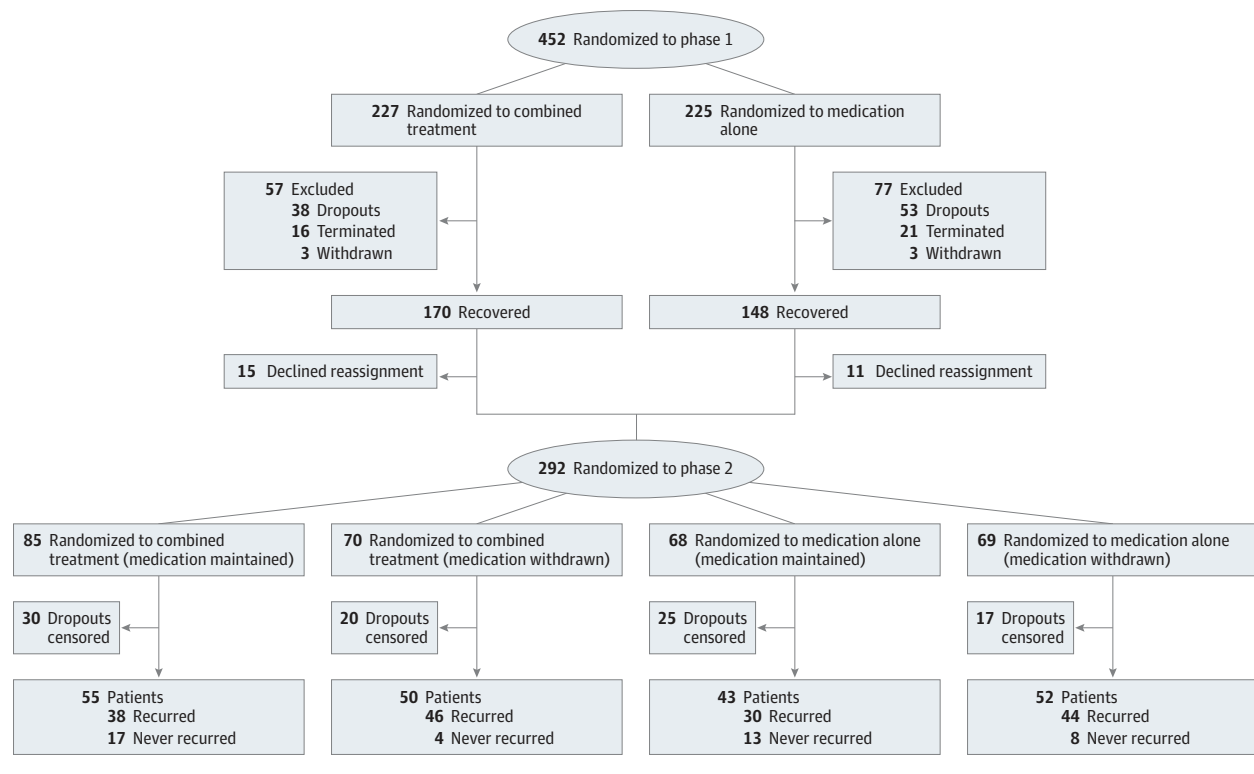 452 Randomized to phase 1
227 Randomized to combined
treatment
225 Randomized to medication
alone
57 Excluded
38 Dropouts
16 Terminated
3 Withdrawn
77 Excluded
53 Dropouts
21 Terminated
3 Withdrawn
170 Recovered
148 Recovered
15 Declined reassignment
11 Declined reassignment
292 Randomized to phase 2
85 Randomized to combined
treatment (medication maintained)
70 Randomized to combined
treatment (medication withdrawn)
68 Randomized to medication alone
(medication maintained)
69 Randomized to medication alone
(medication withdrawn)
30 Dropouts
censored
20 Dropouts
censored
25 Dropouts
censored
17 Dropouts
censored
55 Patients
38 Recurred
17 Never recurred
50 Patients
46 Recurred
4 Never recurred
43 Patients
30 Recurred
13 Never recurred
52 Patients
44 Recurred
8 Never recurred